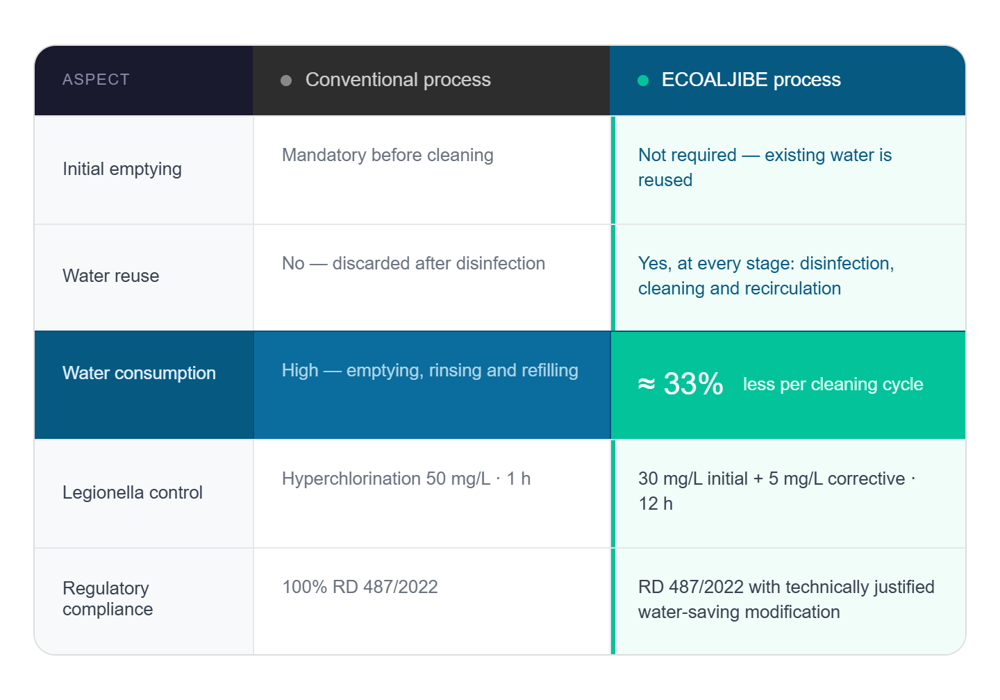 ASPECT
Conventional process
ECOALJIBE process
Initial emptying
Mandatory before cleaning
Not required — existing water is
reused
Water reuse
No — discarded after disinfection
Yes, at every stage: disinfection,
cleaning and recirculation
Water consumption
High — emptying, rinsing and refilling
≈ 33% less per cleaning cycle
Legionella control
Hyperchlorination 50 mg/L · 1 h
30 mg/L initial + 5 mg/L corrective ·
12 h
Regulatory
compliance
100% RD 487/2022
RD 487/2022 with technically justified
water-saving modification